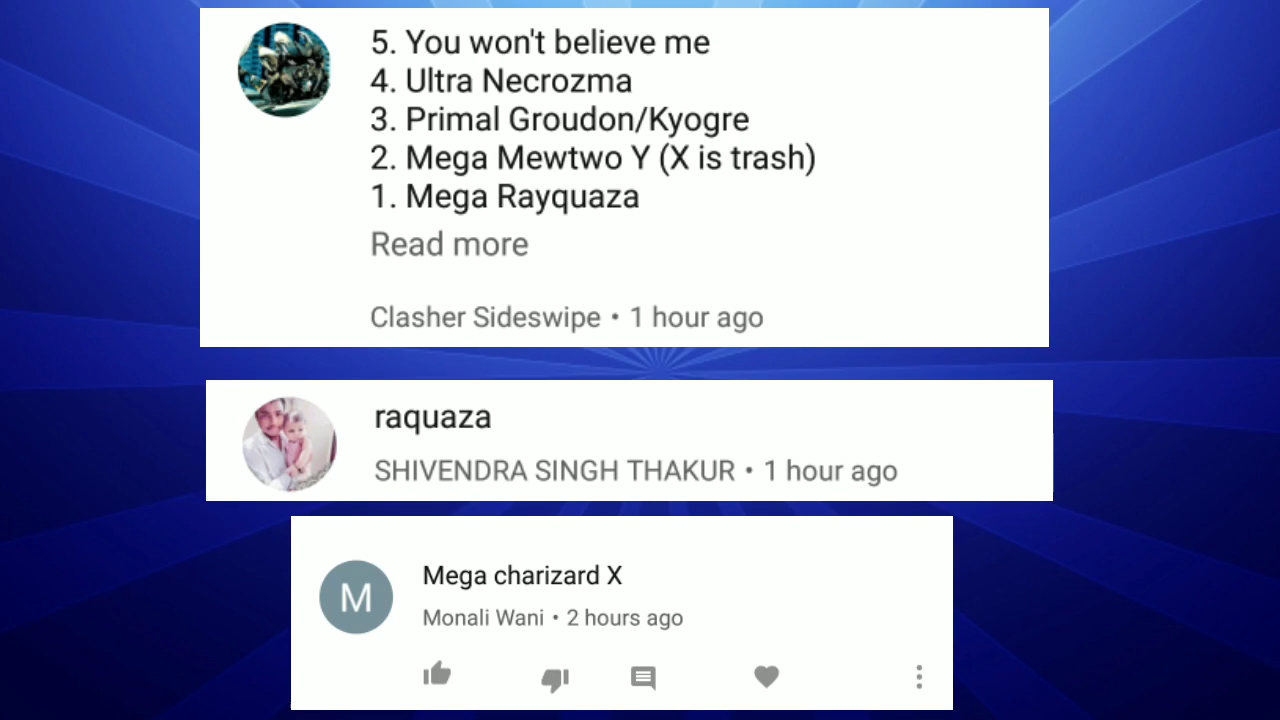 5. You won't believe me
4. Ultra Necrozma
3. Primal Groudon/Kyogre
2. Mega Mewtwo Y (X is trash)
1. Mega Rayquaza
Read more
Clasher Sideswipe • 1 hour ago
raquaza
SHIVENDRA SINGH THAKUR • 1 hour ago
M
Mega charizard X
Monali Wani • 2 hours ago